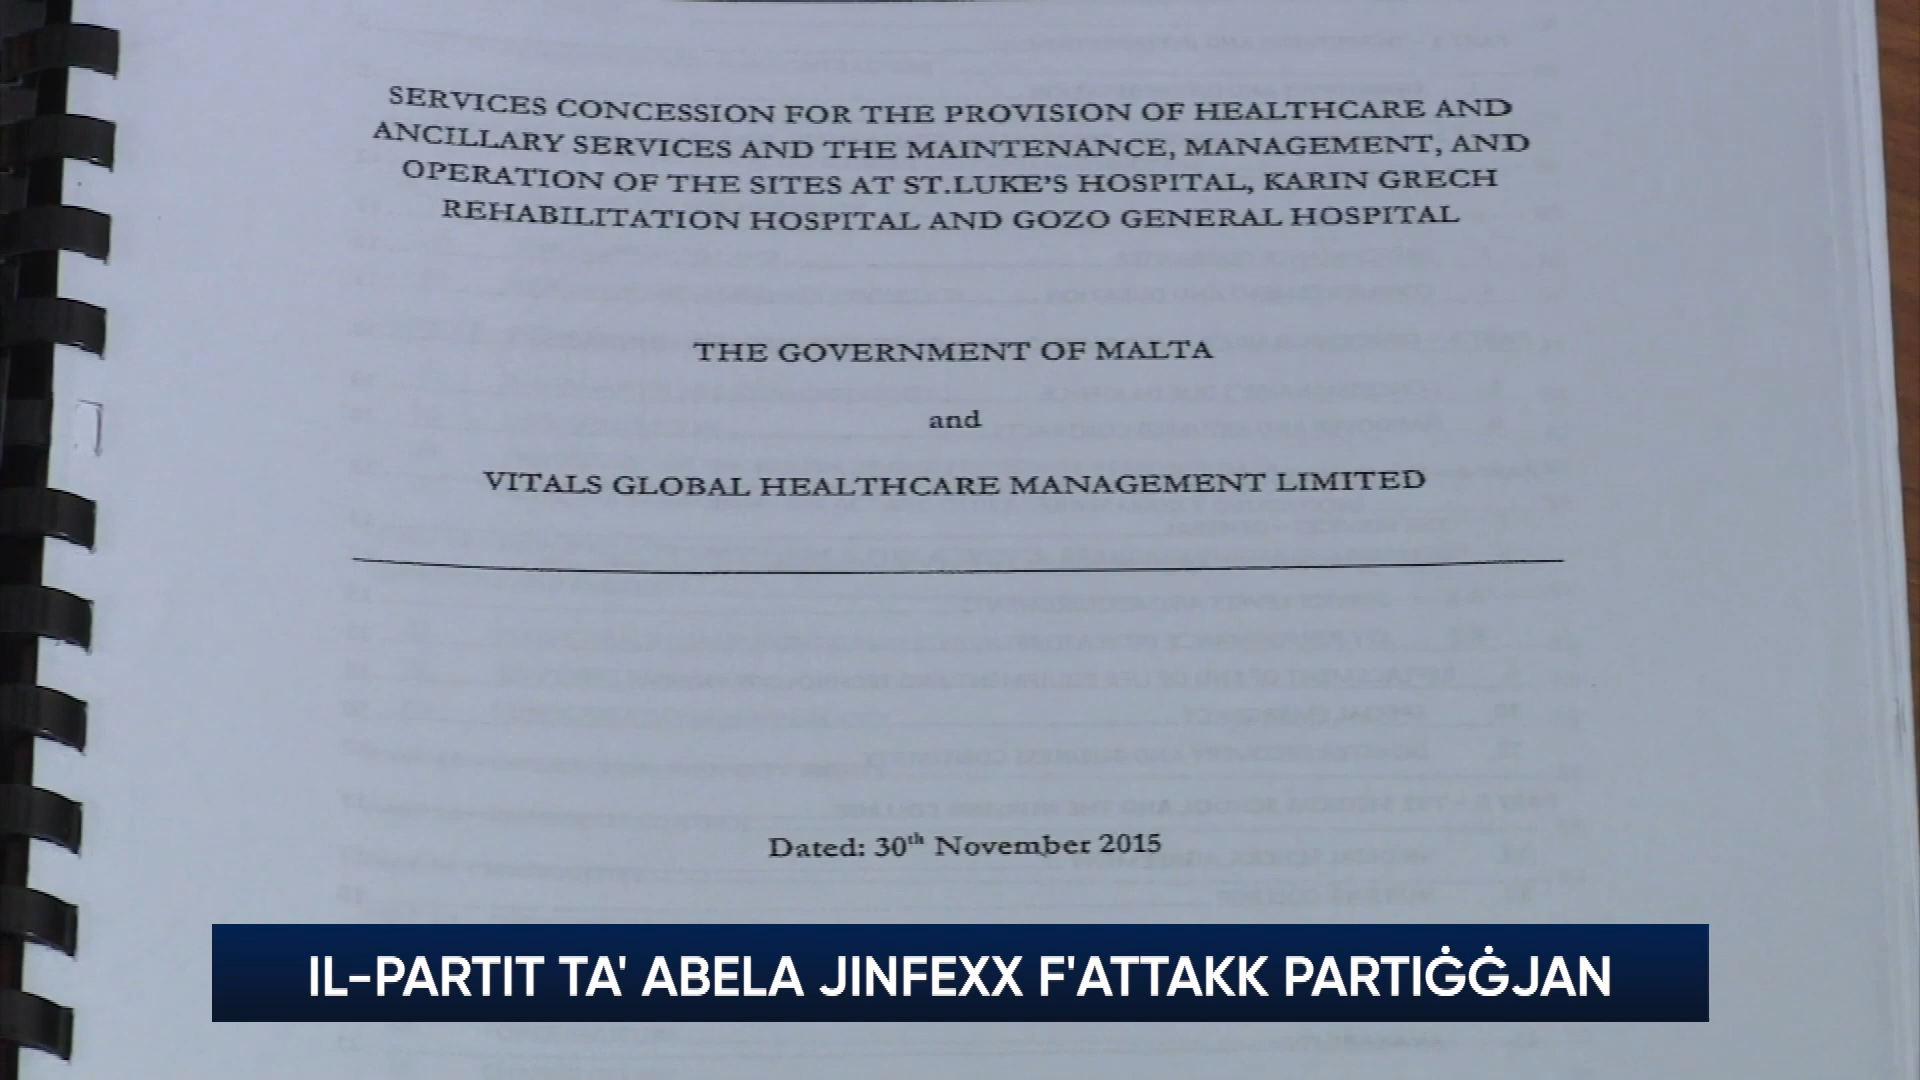 SERVICES CONCESSION FOR THE PROVISION OF HEALTHCARE AND
ANCILLARY SERVICES AND THE MAINTENANCE, MANAGEMENT, AND
OPERATION OF THE SITES AT ST.LUKE'S HOSPITAL, KARIN GRECH
REHABILITATION HOSPITAL AND GOZO GENERAL HOSPITAL
THE GOVERNMENT OF MALTA
and
VITALS GLOBAL HEALTHCARE MANAGEMENT LIMITED
Dated: 30th November 2015
IL-PARTIT TA' ABELA JINFEXX F'ATTAKK PARTIĠĠJAN